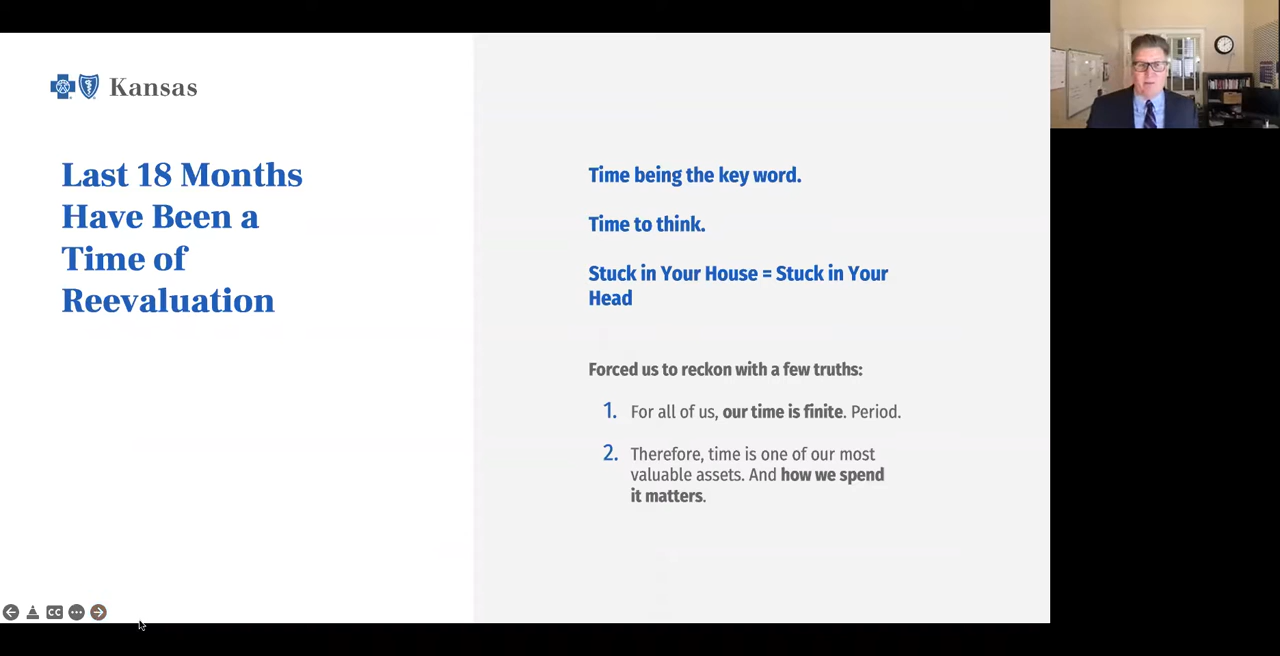 Kansas
Last 18 Months
Have Been a
Time of
Reevaluation
Time being the key word.
Time to think.
Stuck in Your House = Stuck in Your
Head
Forced us to reckon with a few truths:
1. For all of us, our time is finite. Period.
2. Therefore, time is one of our most
valuable assets. And how we spend
it matters.
CC